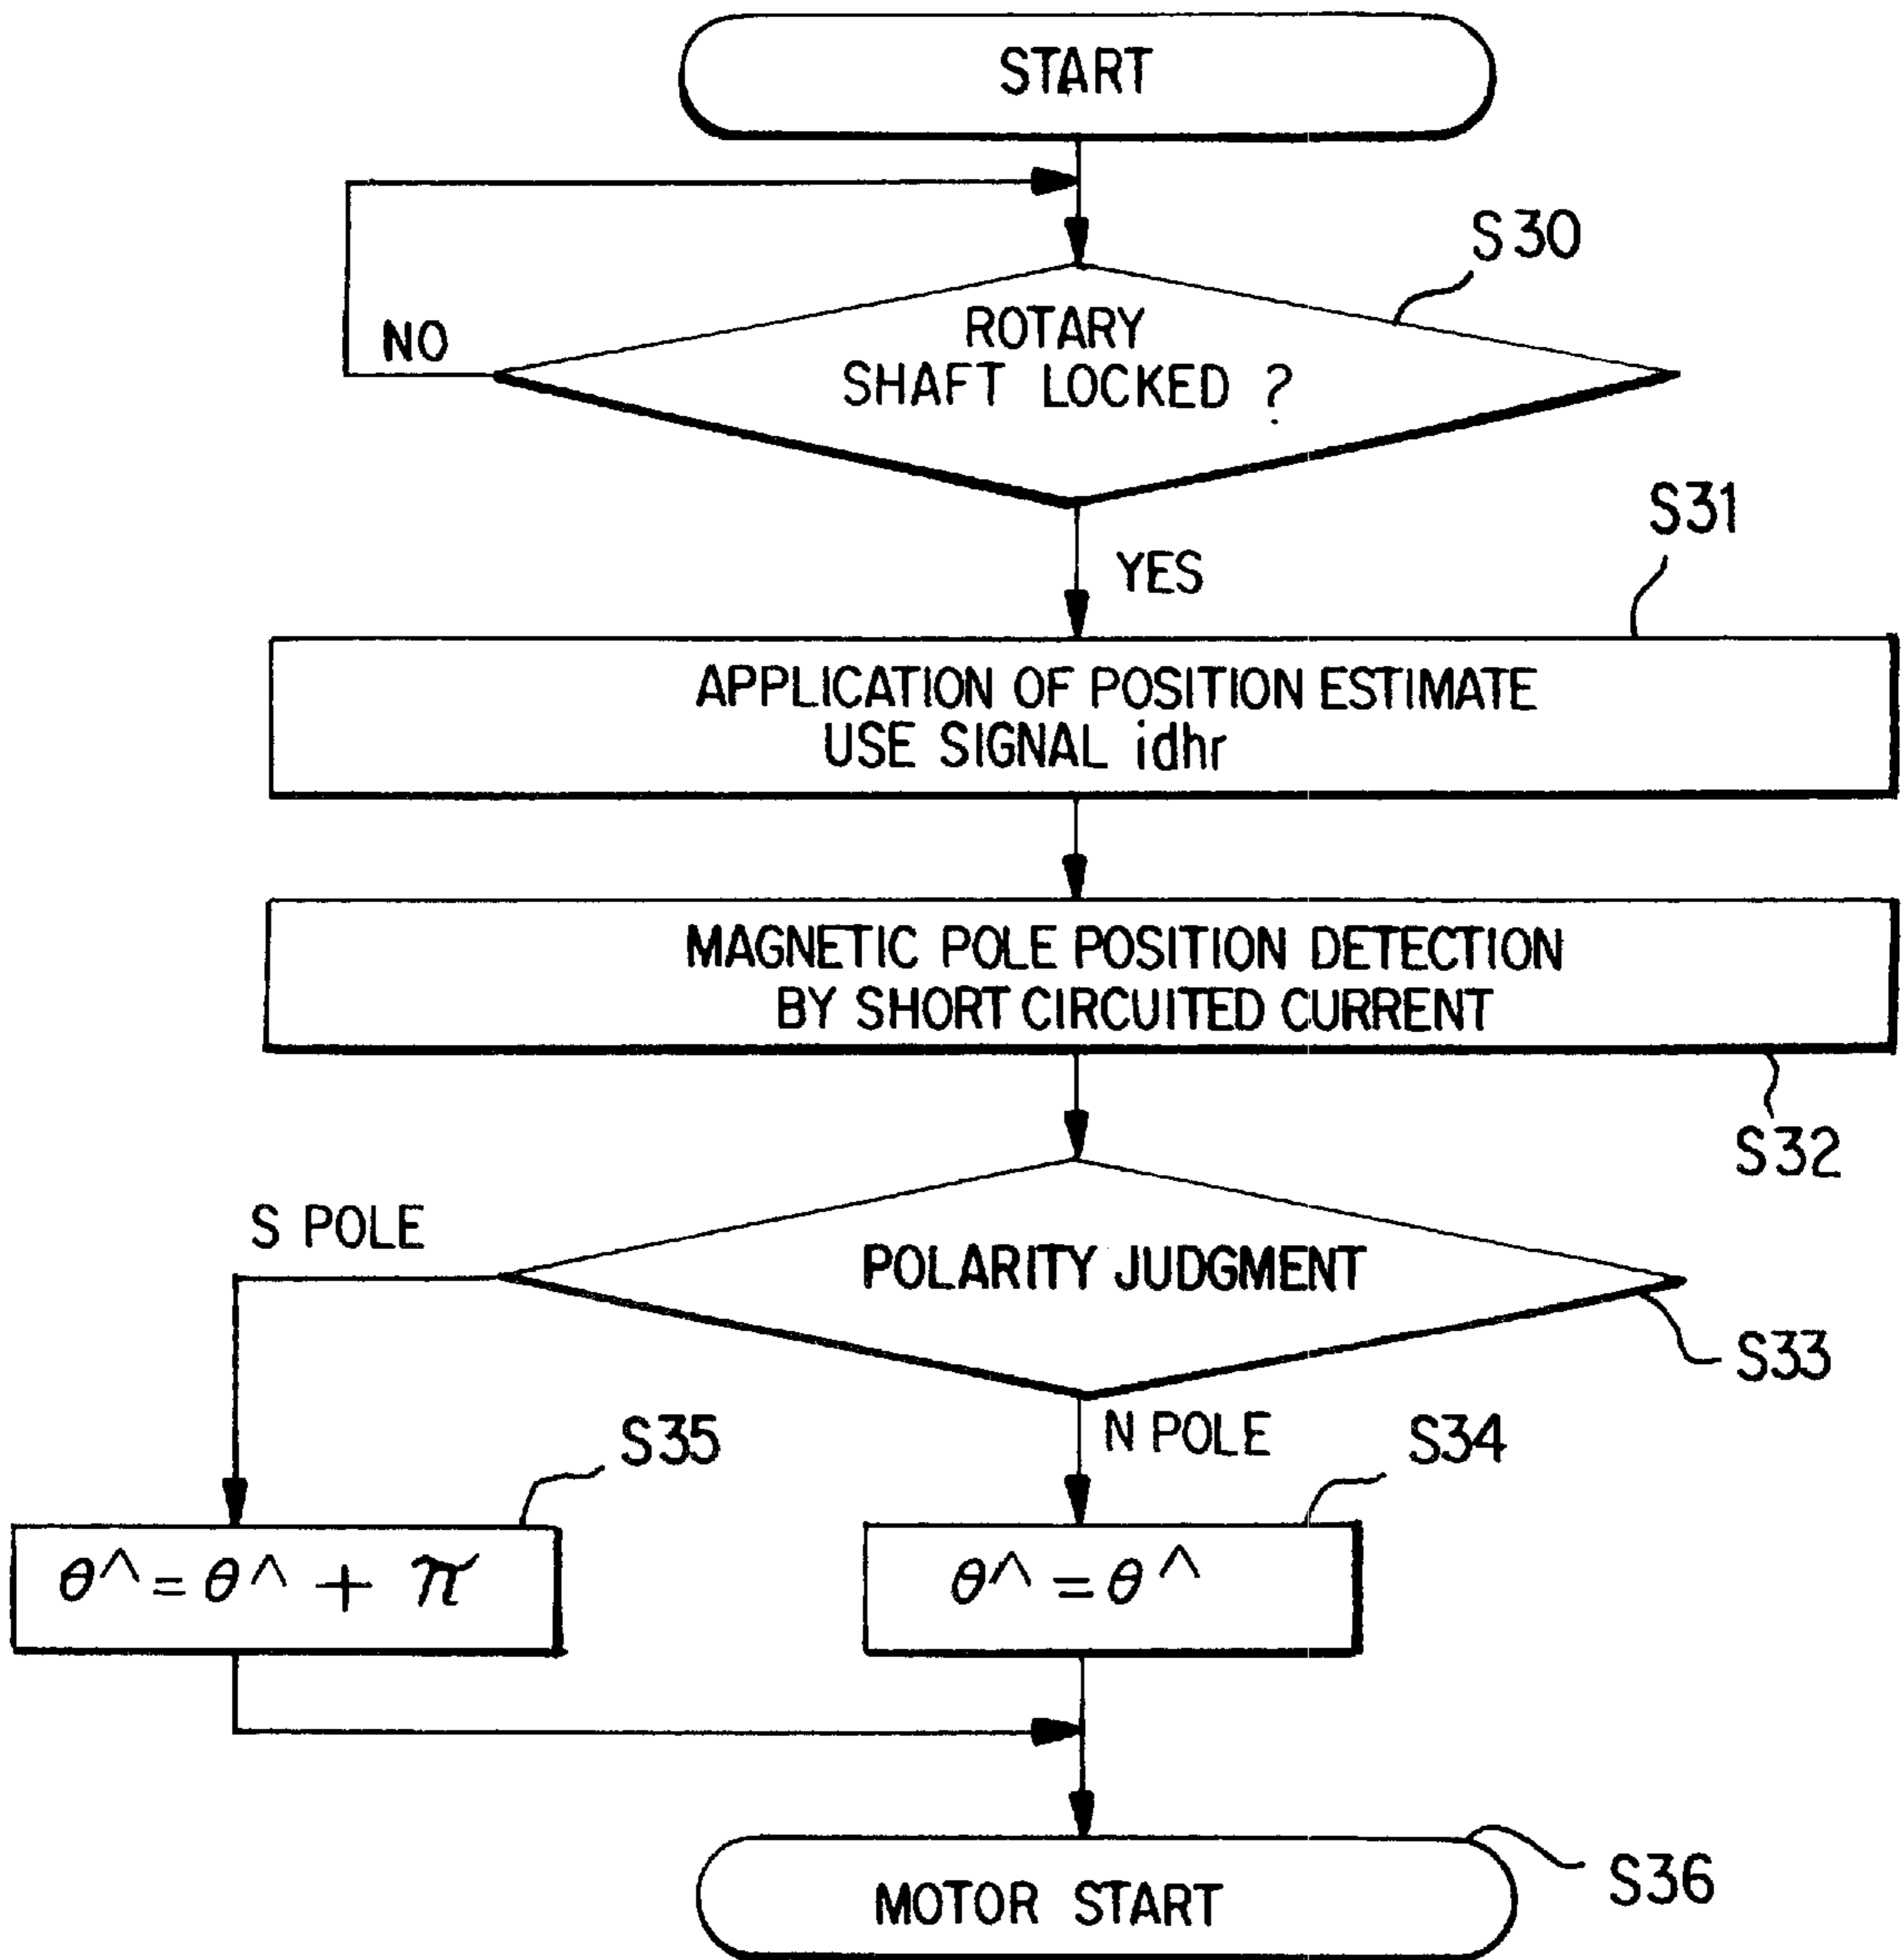 START
S30
ROTARY
SHAFT LOCKED ?
NO
YES
S31
APPLICATION OF POSITION ESTIMATE
USE SIGNAL idhr
MAGNETIC POLE POSITION DETECTION
BY SHORT CIRCUITED CURRENT
S32
S POLE
POLARITY JUDGMENT
S33
N POLE
S35
S34
θ^=θ^ + π
θ^=θ^
MOTOR START
S36